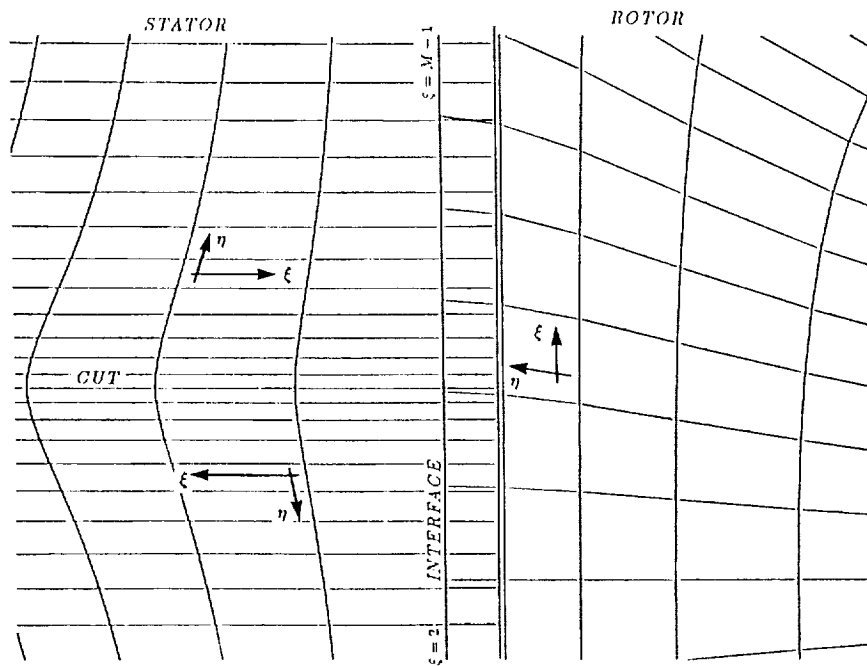 STATOR
ROTOR
ξ = M - 1
η
ξ
ξ
η
CUT
ξ
η
INTERFACE
ξ = 2